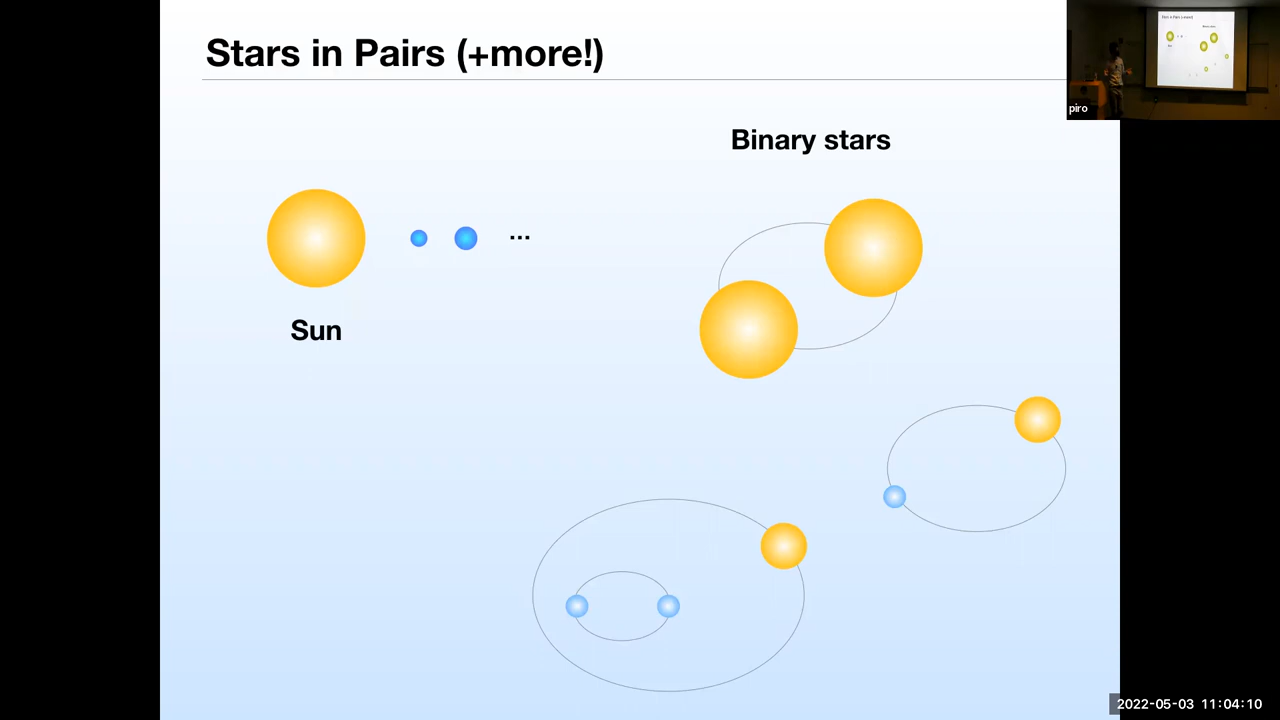 Stars in Pairs (+more!)
piro
Binary stars
...
Sun
2022-05-03 11:04:10